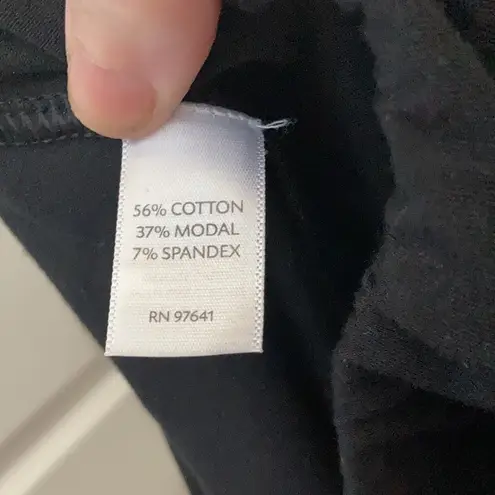 56% COTTON
37% MODAL
7% SPANDEX
RN 97641